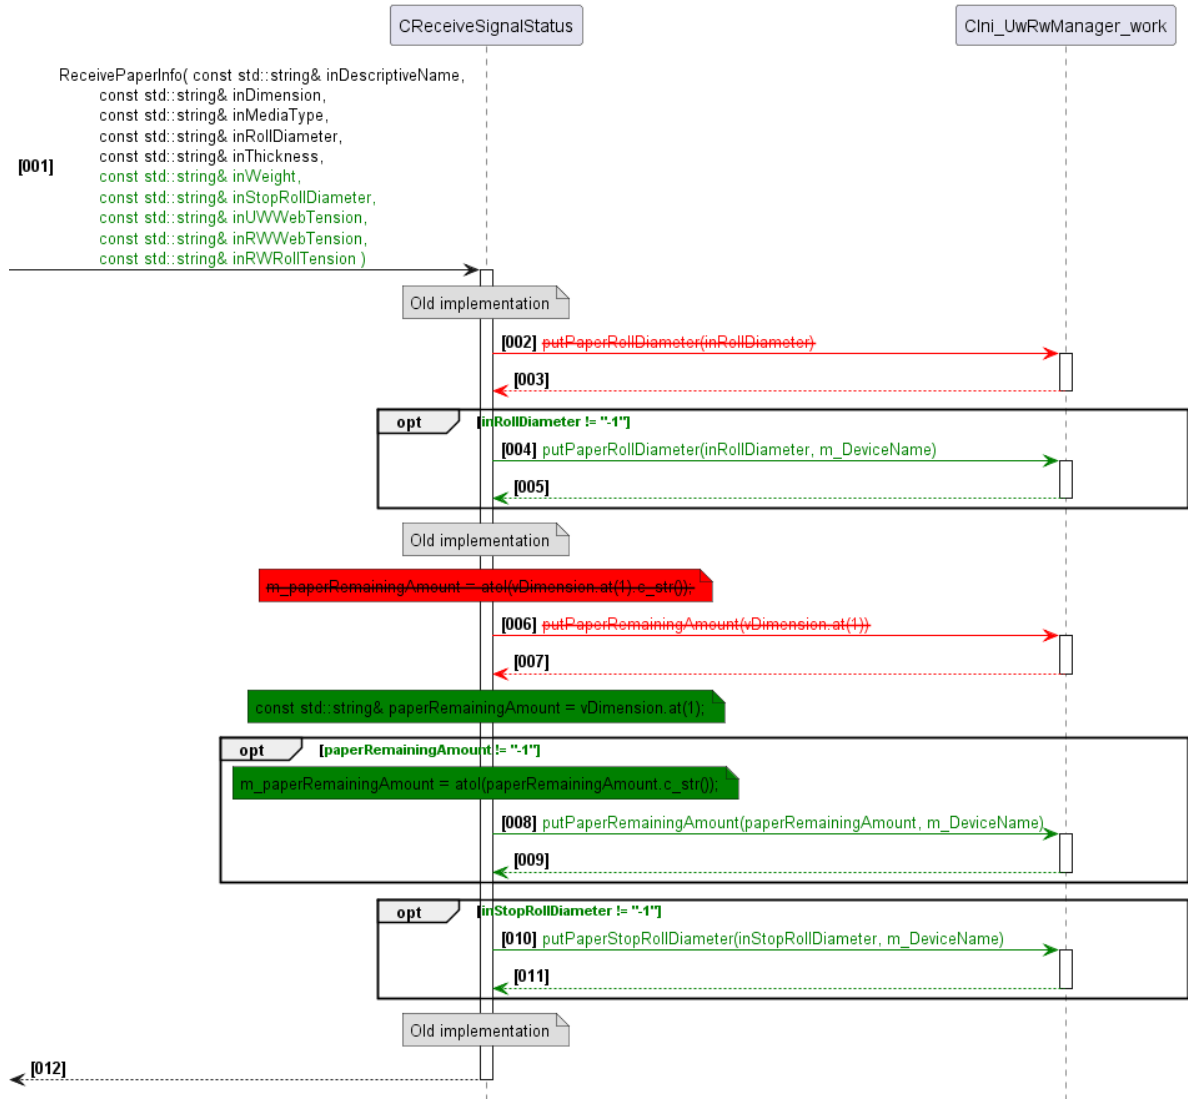 CReceiveSignalStatus
CIni_UwRwManager_work
ReceivePaperInfo( const std::string& inDescriptiveName,
const std::string& inDimension,
const std::string& inMediaType,
const std::string& inRollDiameter,
const std::string& inThickness,
[001]
const std::string& inWeight,
const std::string& inStopRollDiameter,
const std::string& inUWWebTension,
const std::string& inRWWebTension,
const std::string& inRWRollTension )
Old implementation
[002] putPaperRollDiameter(inRollDiameter)
[003]
opt [inRollDiameter != "-1"]
[004] putPaperRollDiameter(inRollDiameter, m_DeviceName)
[005]
Old implementation
m_paperRemainingAmount = atol(vDimension.at(1).c_str());
[006] putPaperRemainingAmount(vDimension.at(1))
[007]
const std::string& paperRemainingAmount = vDimension.at(1);
opt [paperRemainingAmount != "-1"]
m_paperRemainingAmount = atol(paperRemainingAmount.c_str());
[008] putPaperRemainingAmount(paperRemainingAmount, m_DeviceName)
[009]
opt [inStopRollDiameter != "-1"]
[010] putPaperStopRollDiameter(inStopRollDiameter, m_DeviceName)
[011]
Old implementation
[012]